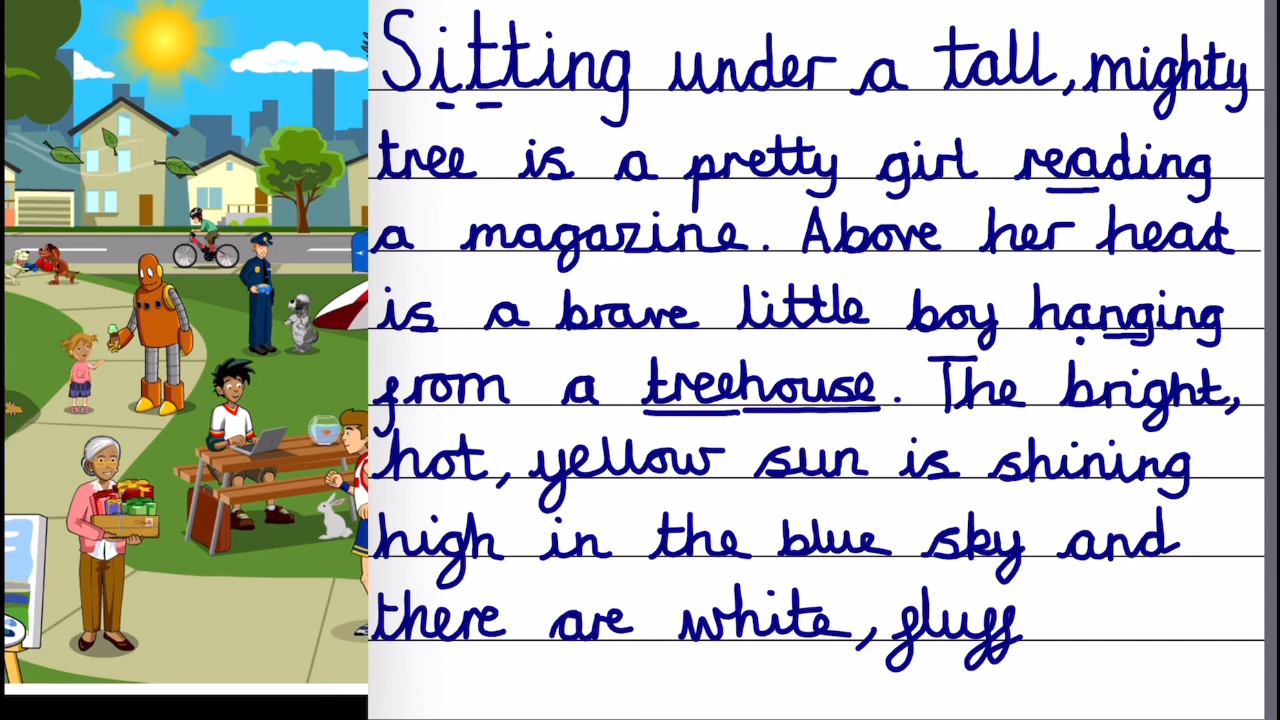 Sitting under a tall, mighty
tree is a pretty girl reading
a magazine. Above her head
is a brave little boy hanging
from a treehouse. The bright,
hot, yellow sun is shining
high in the blue sky and
there are white, fluff